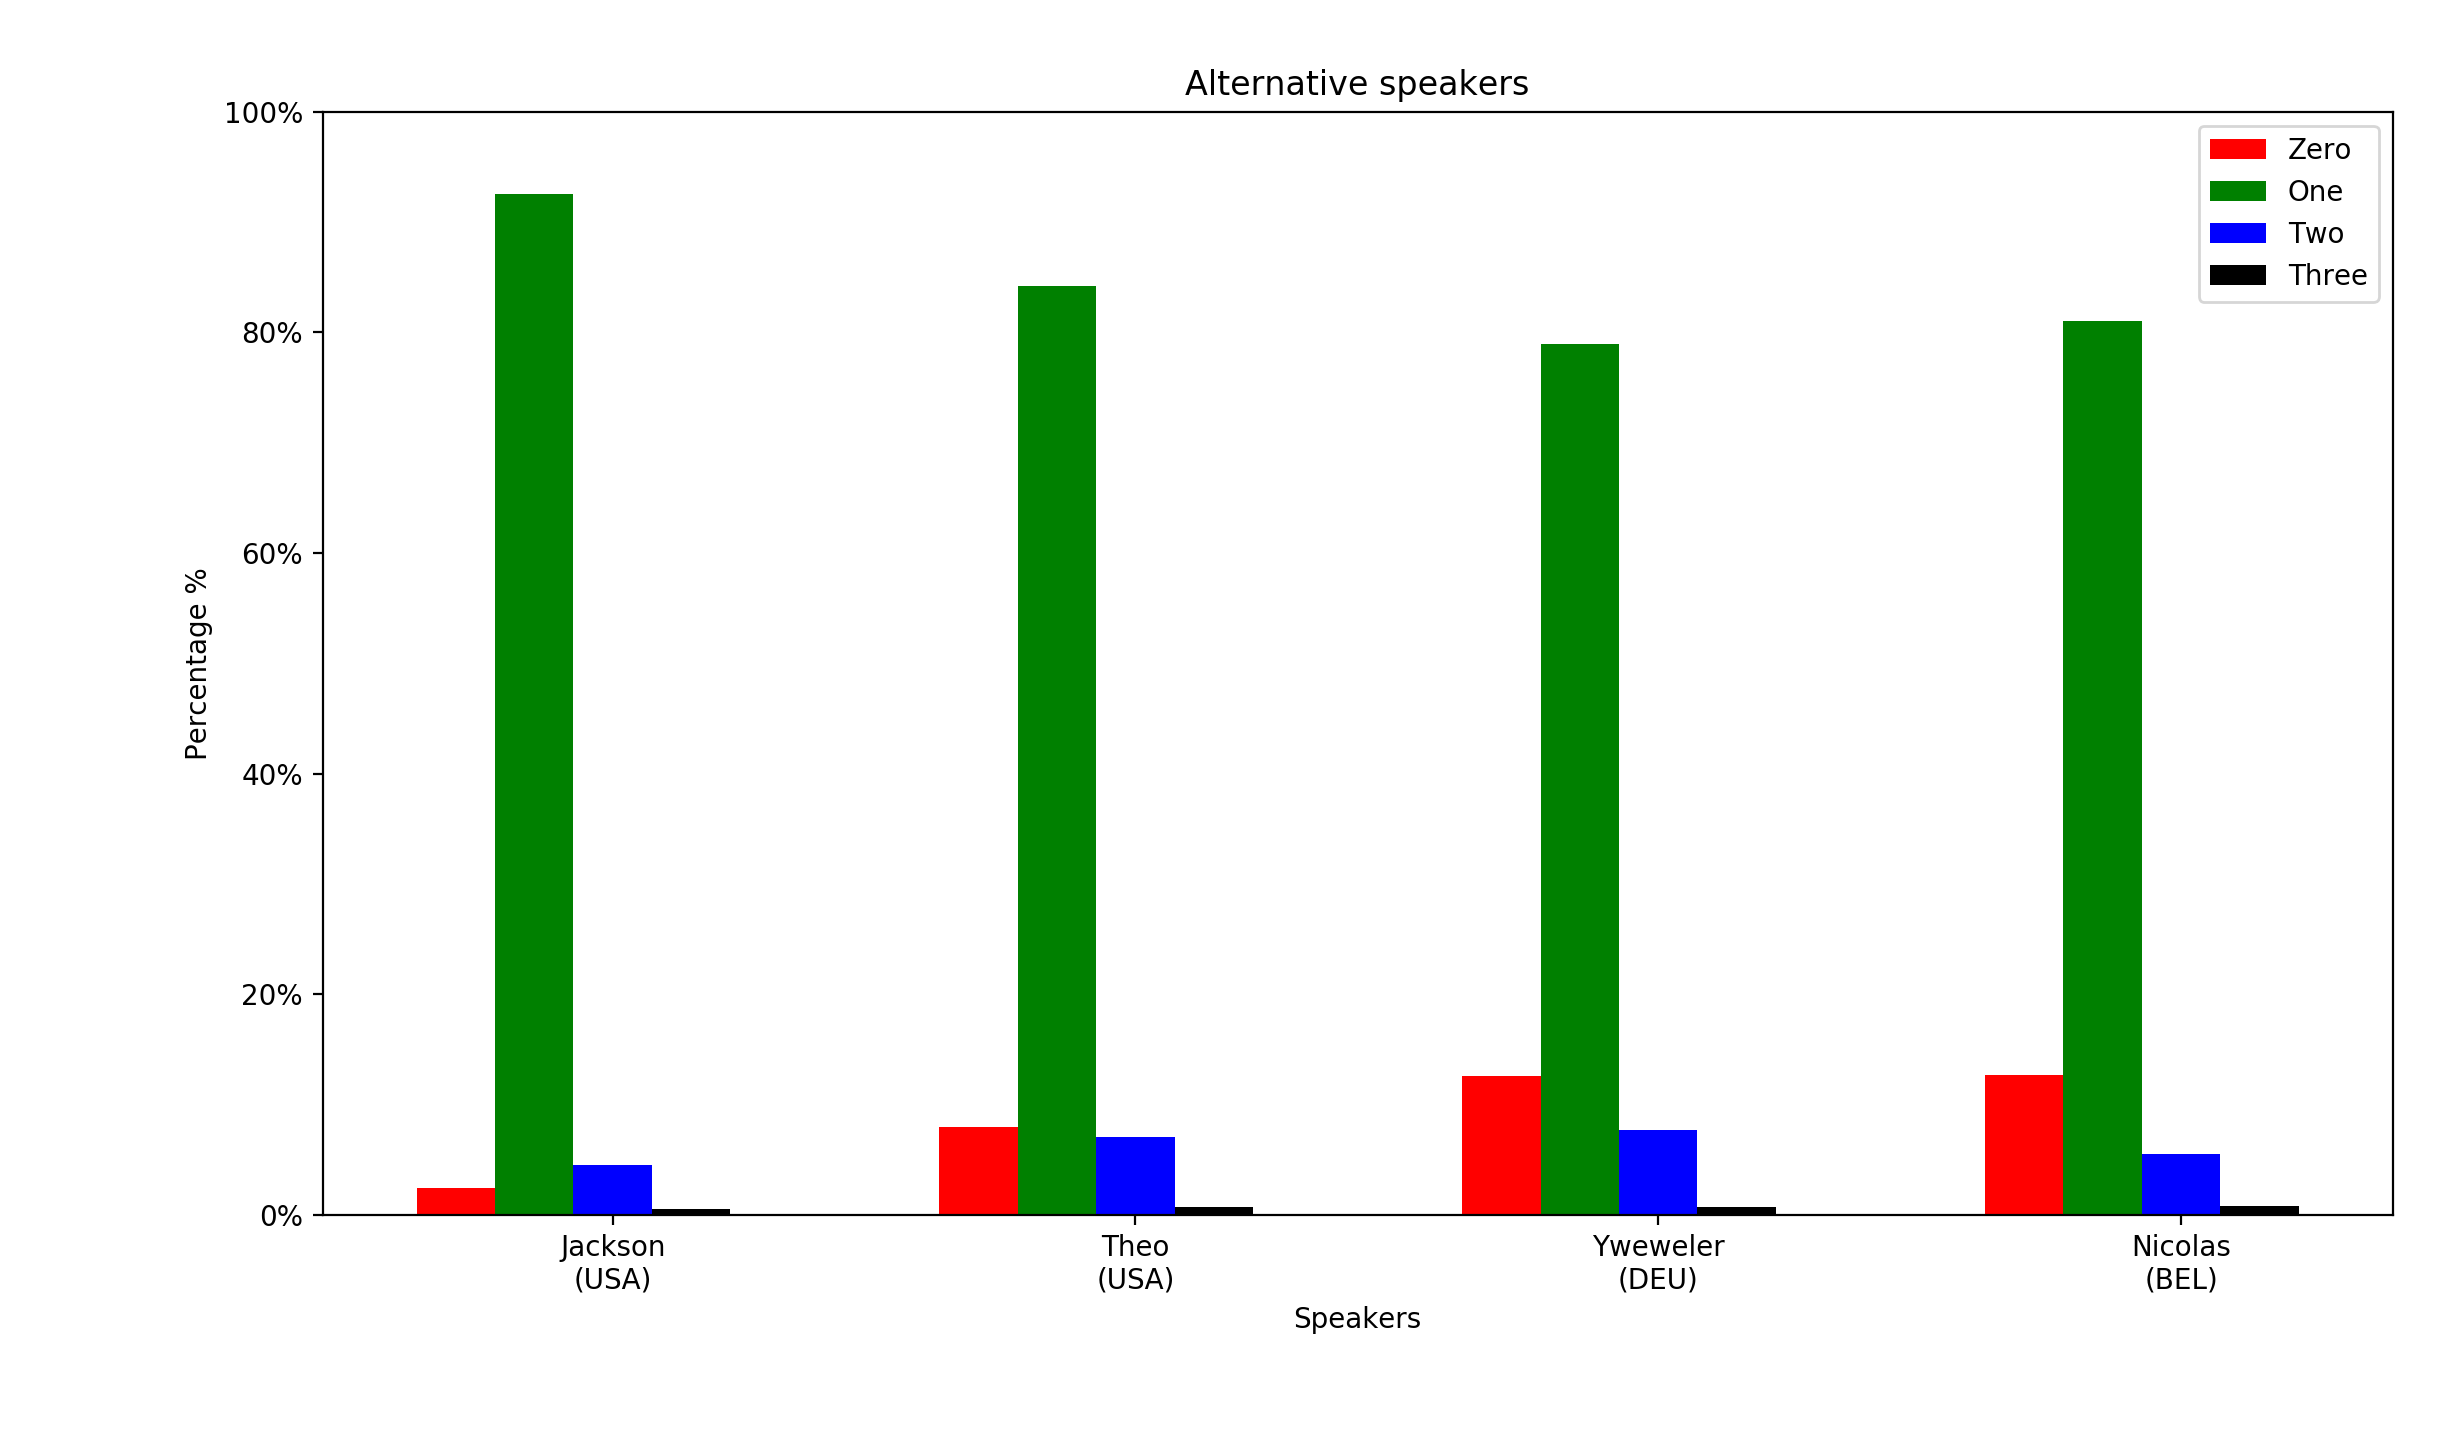 Alternative speakers
100%
80%
60%
40%
20%
0%
Percentage %
Zero
One
Two
Three
Jackson
(USA)
Theo
(USA)
Yweweler
(DEU)
Nicolas
(BEL)
Speakers